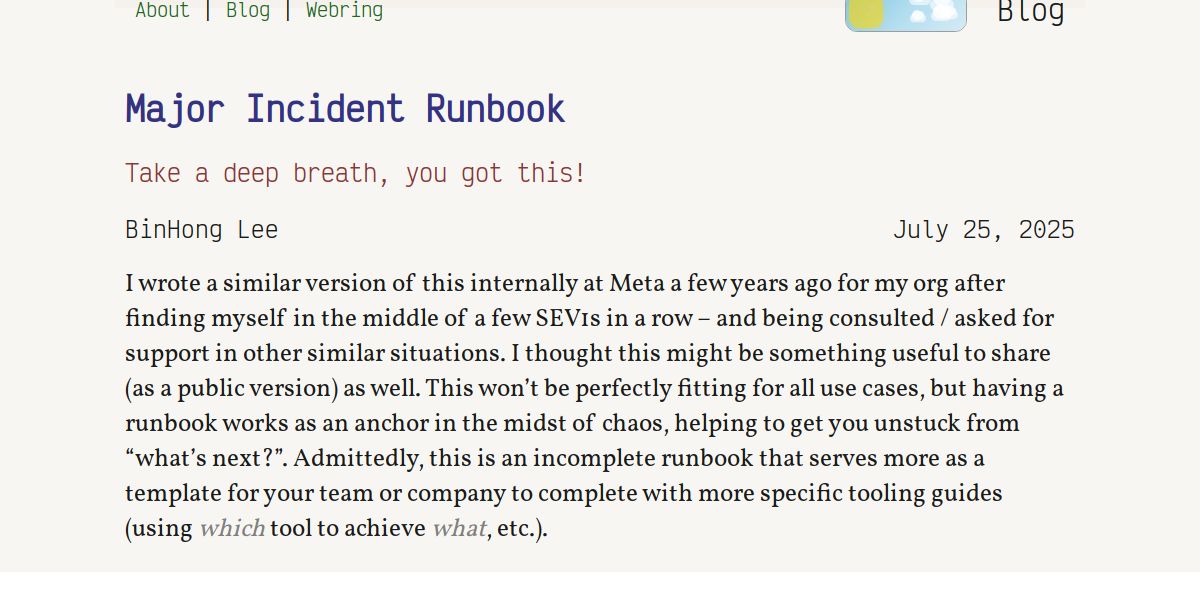 About | Blog | Webring
Blog
Major Incident Runbook
Take a deep breath, you got this!
BinHong Lee
July 25, 2025
I wrote a similar version of this internally at Meta a few years ago for my org after
finding myself in the middle of a few SEV1s in a row – and being consulted / asked for
support in other similar situations. I thought this might be something useful to share
(as a public version) as well. This won’t be perfectly fitting for all use cases, but having a
runbook works as an anchor in the midst of chaos, helping to get you unstuck from
“what’s next?”. Admittedly, this is an incomplete runbook that serves more as a
template for your team or company to complete with more specific tooling guides
(using which tool to achieve what, etc.).